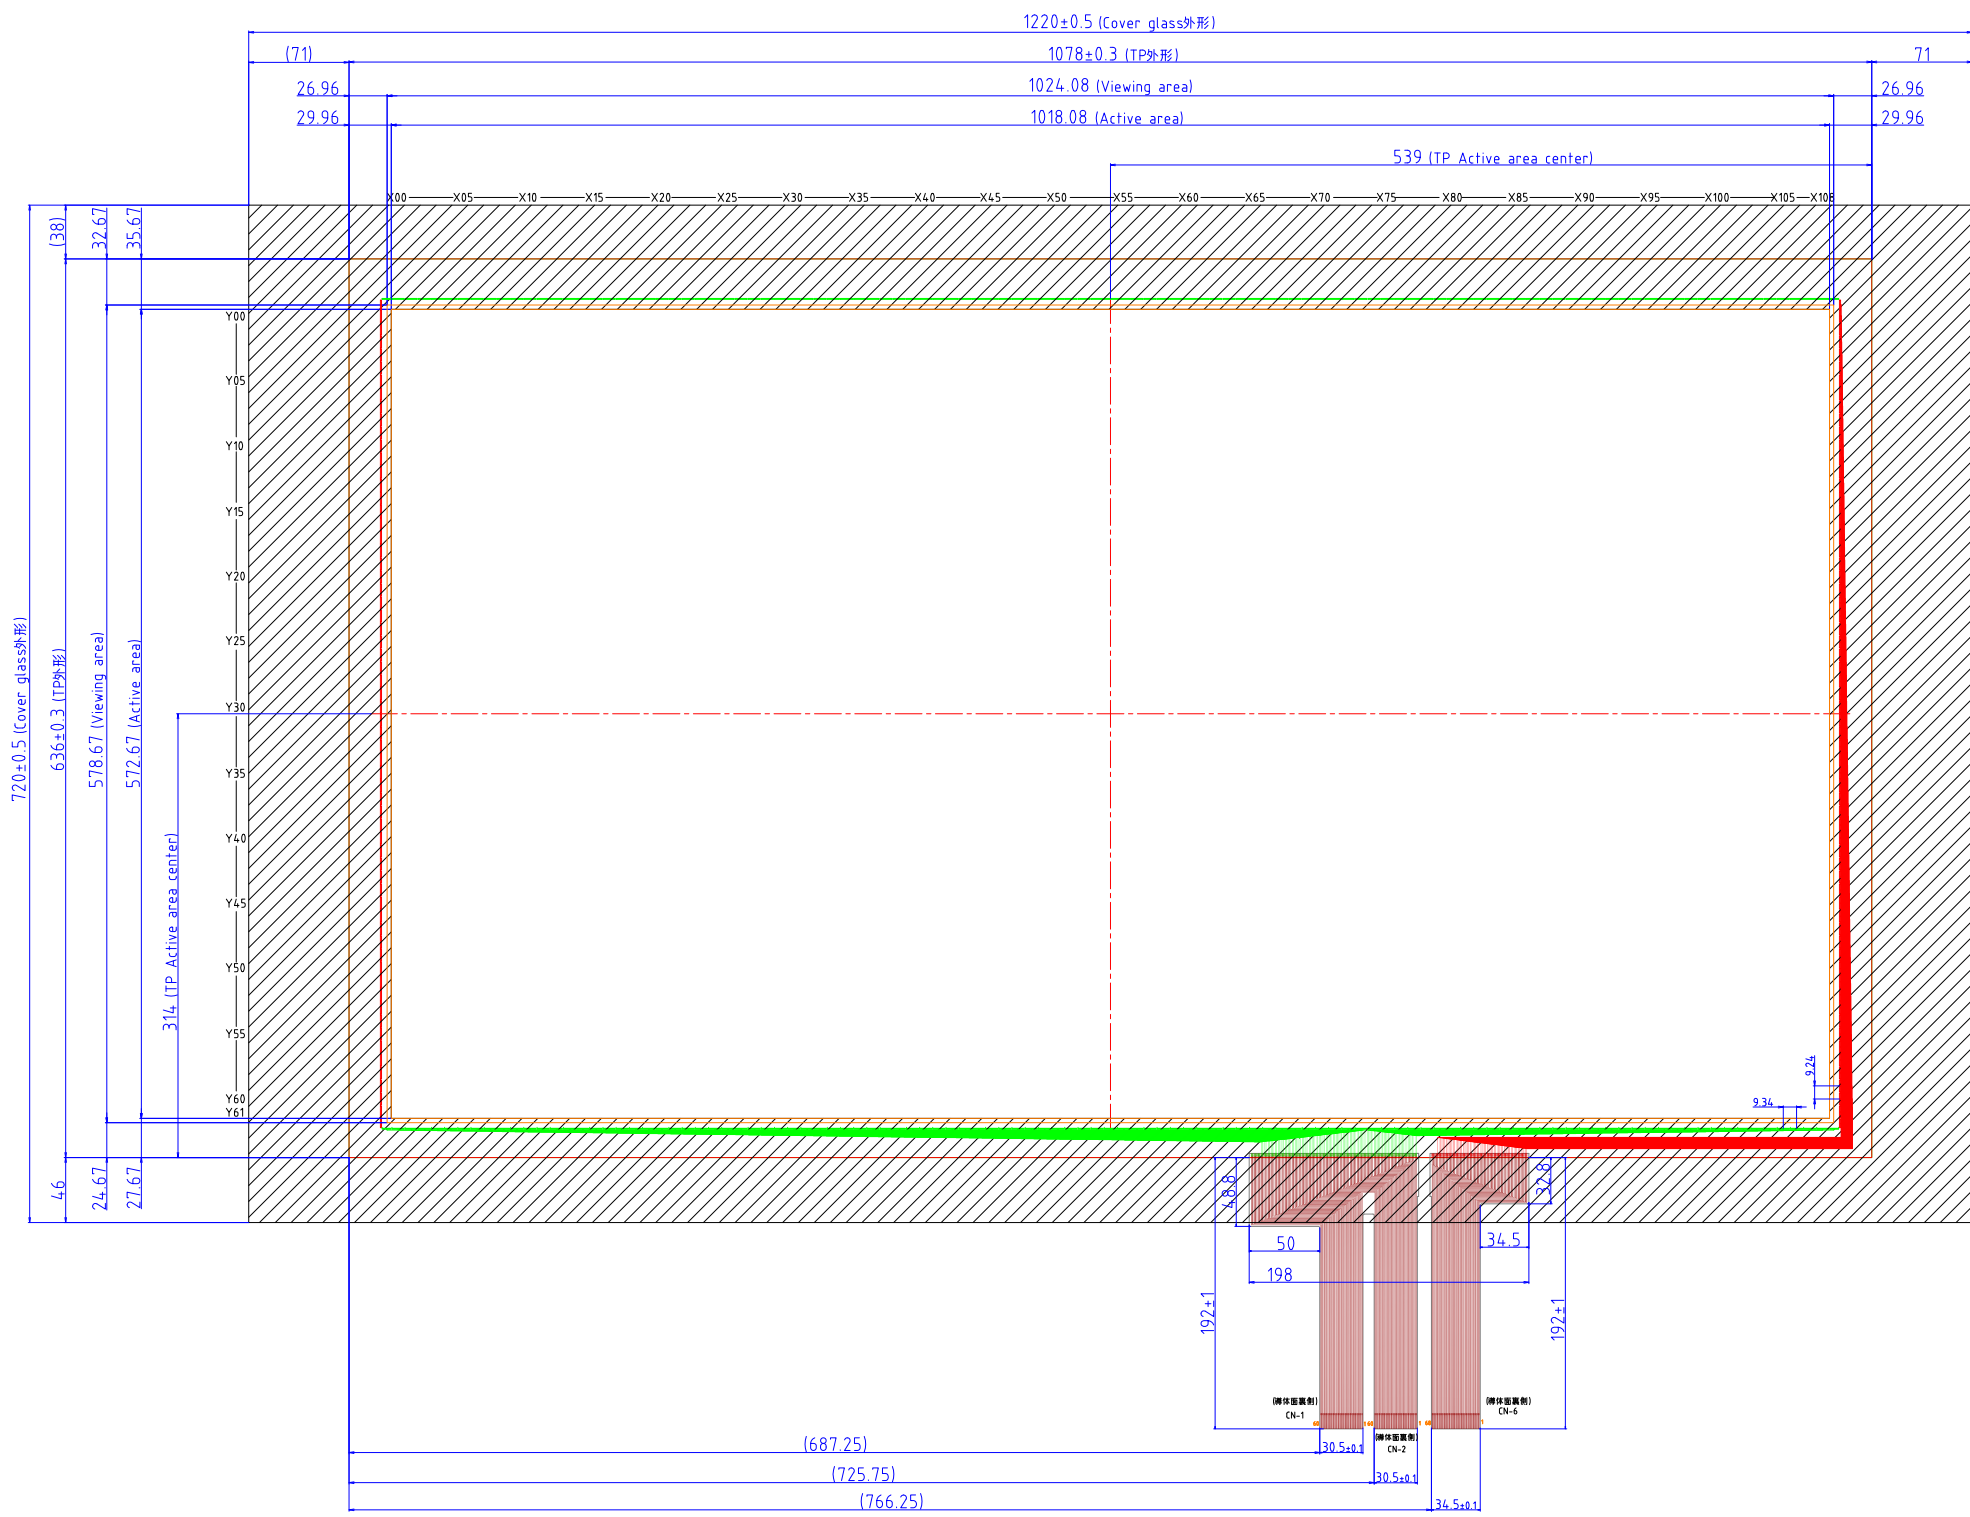 1220±0.5 (Cover glass外形)
(71)
1078±0.3 (TP外形)
71
26.96
1024.08 (Viewing area)
26.96
29.96
1018.08 (Active area)
29.96
539 (TP Active area center)
X00 X05 X10 X15 X20 X25 X30 X35 X40 X45 X50 X55 X60 X65 X70 X75 X80 X85 X90 X95 X100 X105 X108
(38)
32.67
35.67
Y00
Y05
Y10
Y15
Y20
Y25
Y30
Y35
Y40
Y45
Y50
Y55
Y60
Y61
720±0.5 (Cover glass外形)
636±0.3 (TP外形)
578.67 (Viewing area)
572.67 (Active area)
314 (TP Active area center)
9.24
9.34
46
24.67
27.67
48.8
32.8
50
34.5
198
192±1
192±1
CN-1
CN-6
60
1
60
1
60
1
CN-2
(687.25)
30.5±0.1
(725.75)
30.5±0.1
(766.25)
34.5±0.1